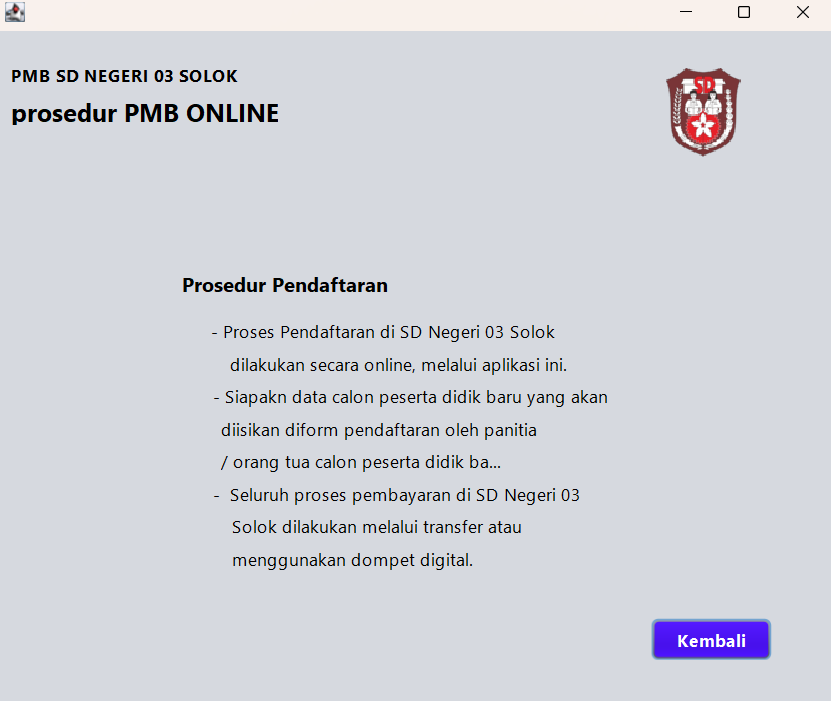 PMB SD NEGERI 03 SOLOK
prosedur PMB ONLINE
SD
Prosedur Pendaftaran
- Proses Pendaftaran di SD Negeri 03 Solok
dilakukan secara online, melalui aplikasi ini.
- Siapakn data calon peserta didik baru yang akan
diisikan diform pendaftaran oleh panitia
/ orang tua calon peserta didik ba...
- Seluruh proses pembayaran di SD Negeri 03
Solok dilakukan melalui transfer atau
menggunakan dompet digital.
Kembali